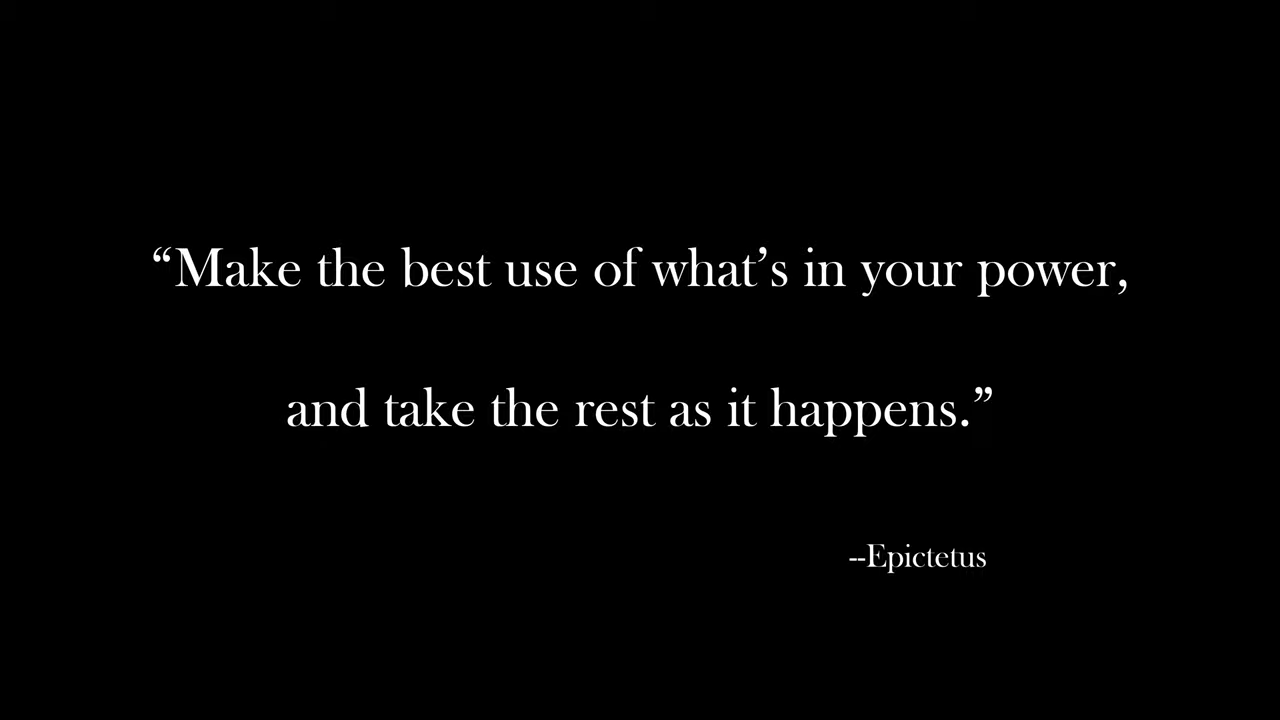 “Make the best use of what’s in your power,
and take the rest as it happens.”
--Epictetus